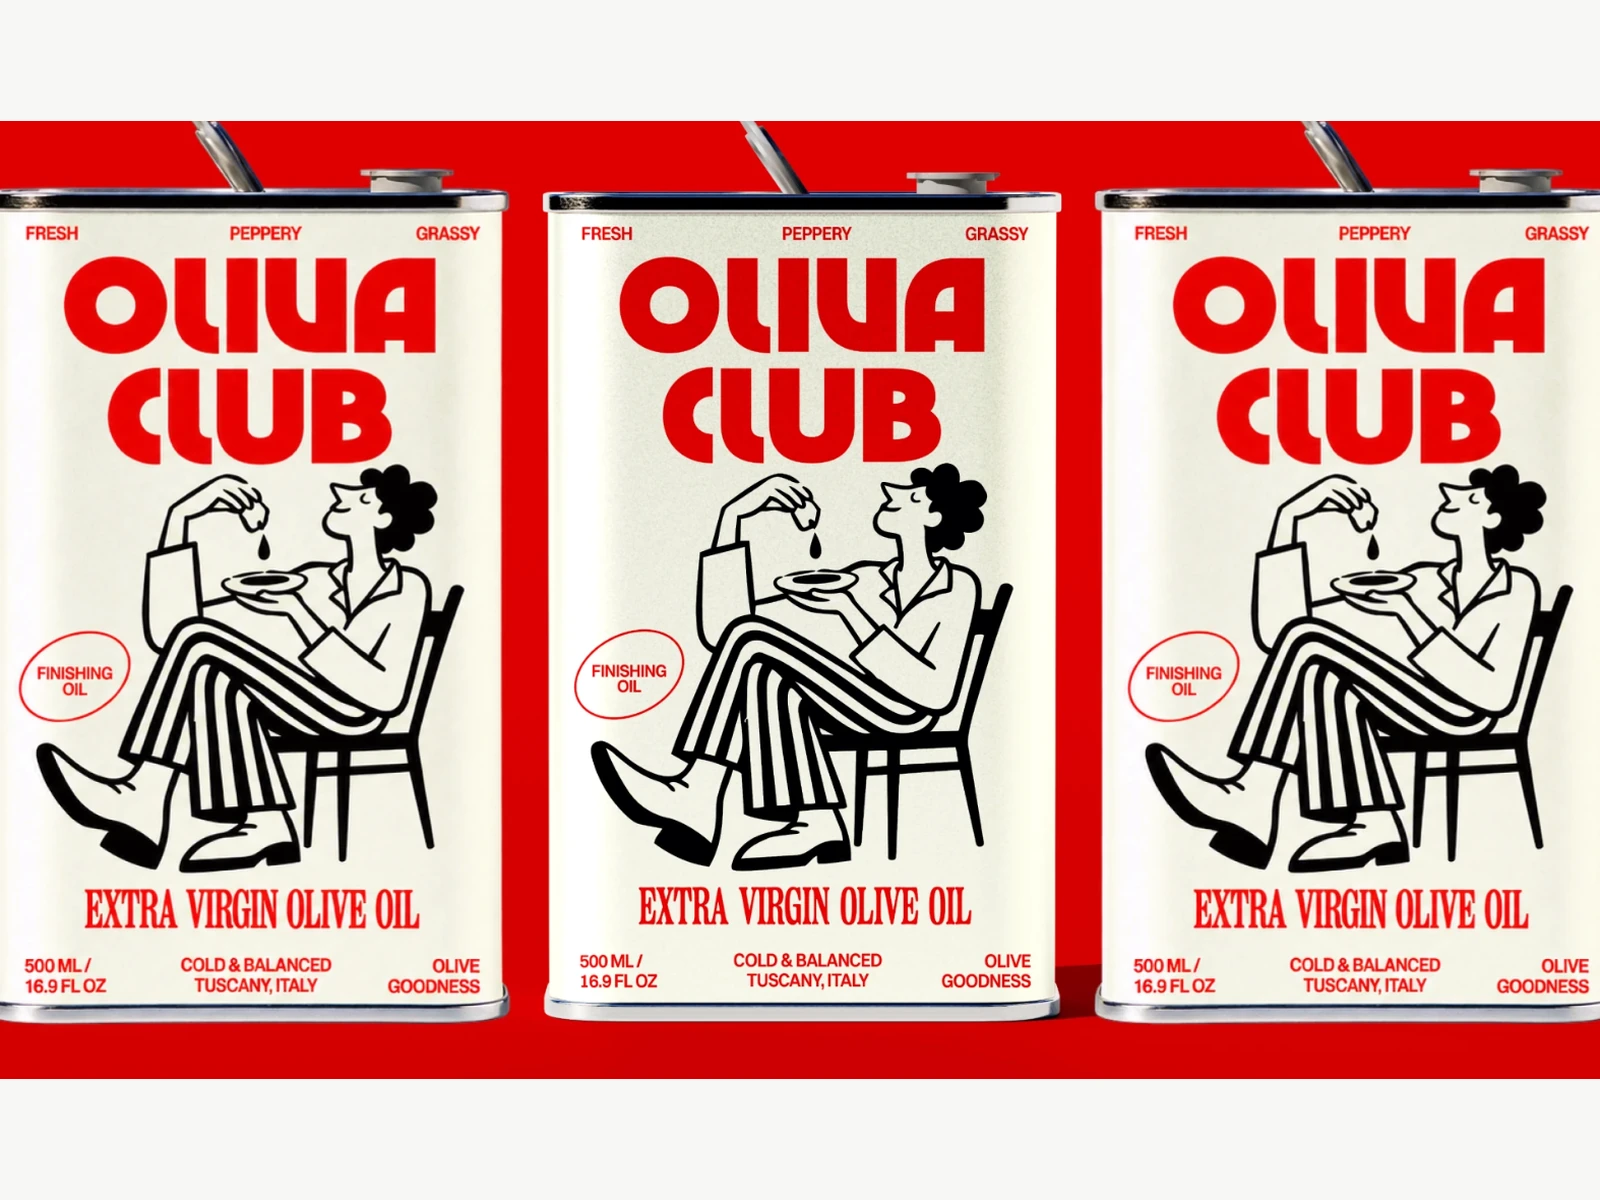 FRESH PEPPERY GRASSY
OLIVA
CLUB
FINISHING
OIL
EXTRA VIRGIN OLIVE OIL
500 ML / COLD & BALANCED OLIVE
16.9 FL OZ TUSCANY, ITALY GOODNESS
FRESH PEPPERY GRASSY
OLIVA
CLUB
FINISHING
OIL
EXTRA VIRGIN OLIVE OIL
500 ML / COLD & BALANCED OLIVE
16.9 FL OZ TUSCANY, ITALY GOODNESS
FRESH PEPPERY GRASSY
OLIVA
CLUB
FINISHING
OIL
EXTRA VIRGIN OLIVE OIL
500 ML / COLD & BALANCED OLIVE
16.9 FL OZ TUSCANY, ITALY GOODNESS